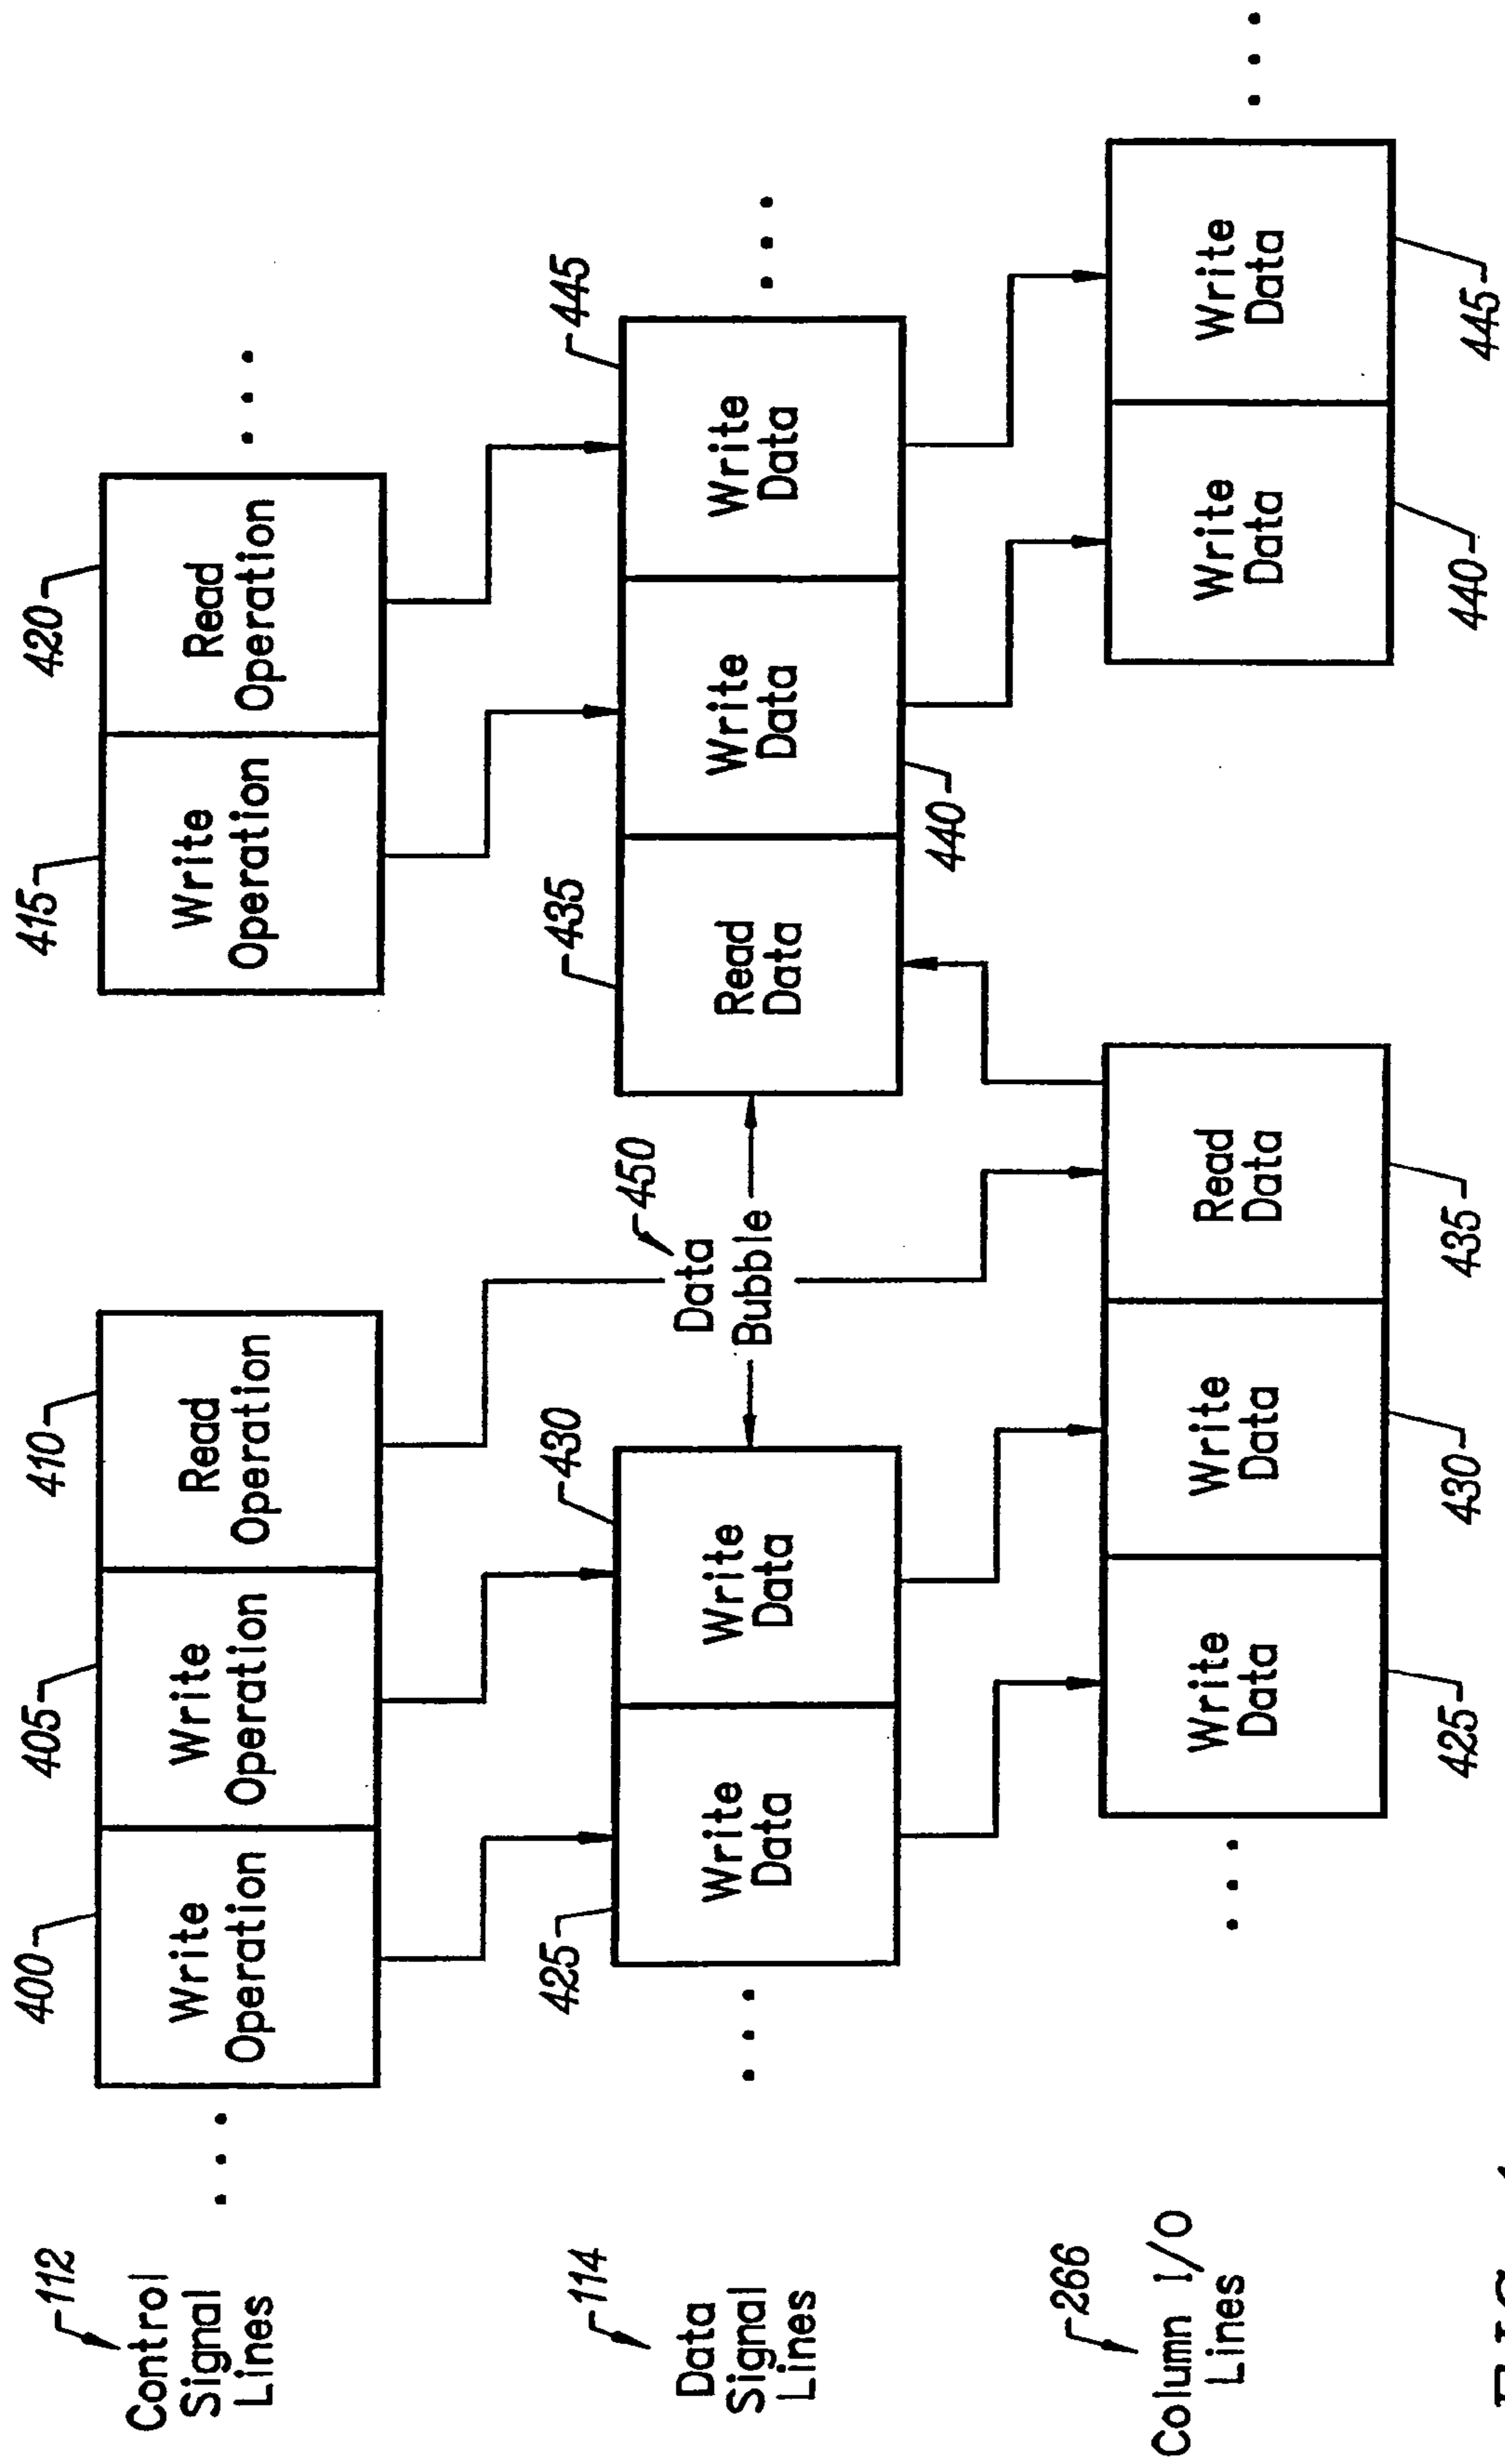 112
Control
Signal
Lines
400
Write
Operation
405
Write
Operation
410
Read
Operation
415
Write
Operation
420
Read
Operation
114
Data
Signal
Lines
425
Write
Data
430
Write
Data
450
Data
Bubble
435
Read
Data
Write
Data
440
445
Write
Data
266
Column I/O
Lines
Write
Data
425
Write
Data
430
Read
Data
435
Write
Data
440
Write
Data
445